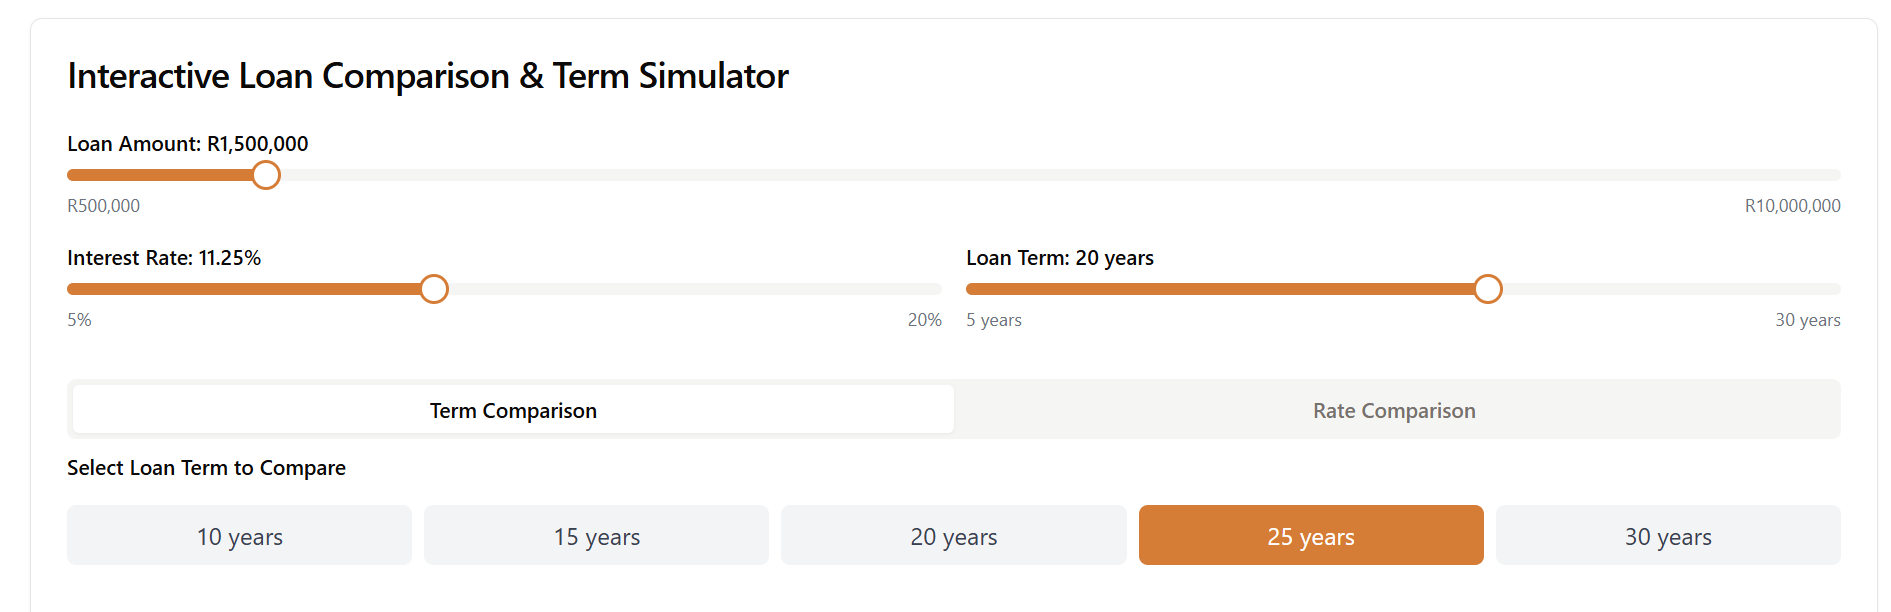 Interactive Loan Comparison & Term Simulator
Loan Amount: R1,500,000
R500,000 R10,000,000
Interest Rate: 11.25% Loan Term: 20 years
5% 20% 5 years 30 years
Term Comparison Rate Comparison
Select Loan Term to Compare
10 years 15 years 20 years 25 years 30 years